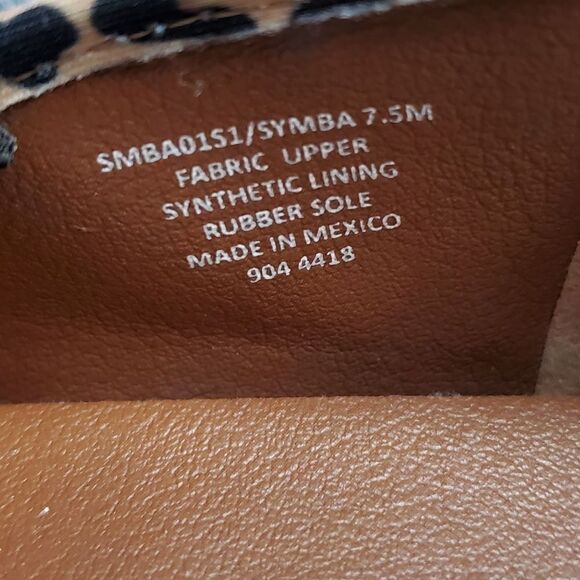 SMBA01S1/SYMBA 7.5M
FABRIC UPPER
SYNTHETIC LINING
RUBBER SOLE
MADE IN MEXICO
904 4418